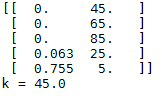 [[  0.     45.   ]
 [  0.     65.   ]
 [  0.     85.   ]
 [  0.063  25.   ]
 [  0.755   5.   ]]
k = 45.0